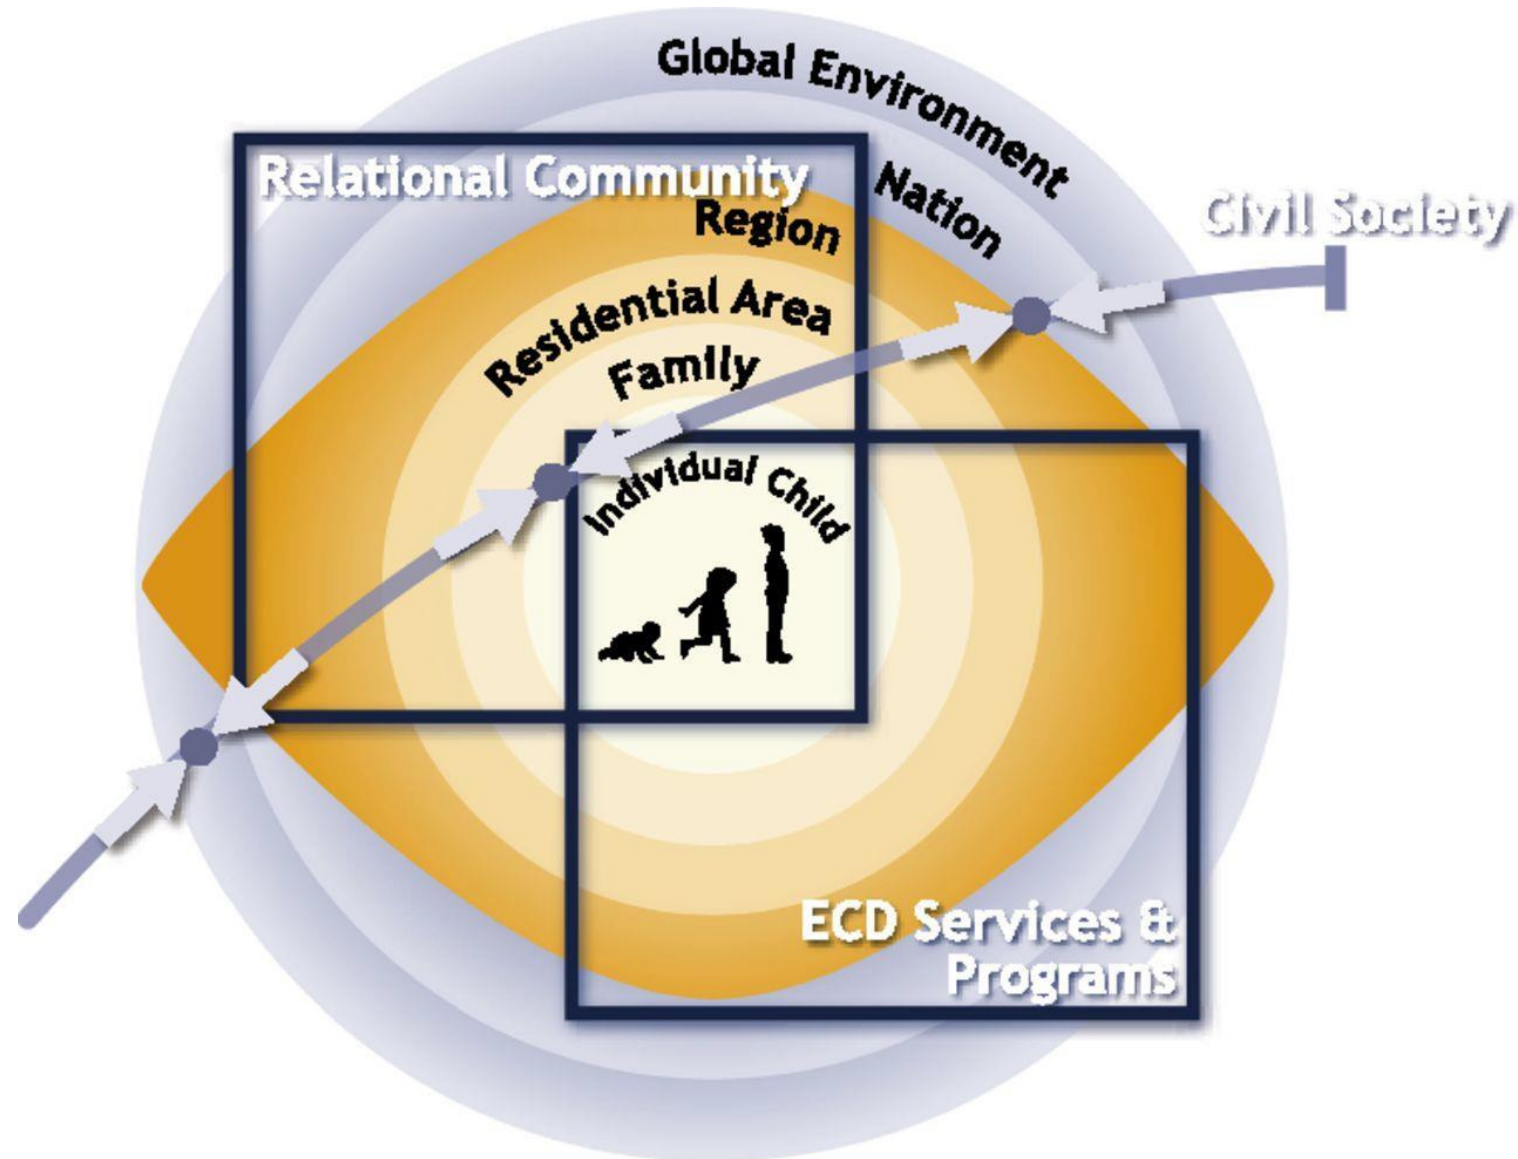 Global Environment
Relational Community
Nation
Civil Society
Region
Residential Area
Family
Individual Child
ECD Services &
Programs